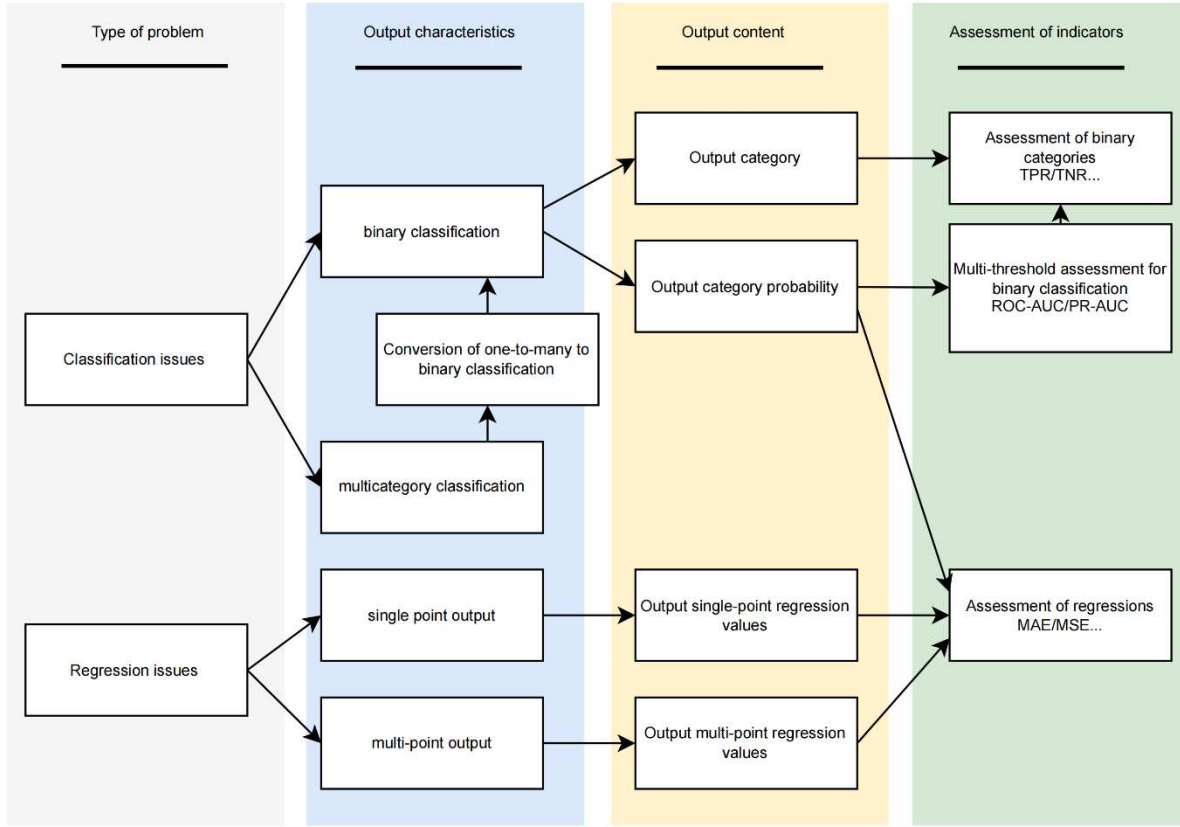 Type of problem
Output characteristics
Output content
Assessment of indicators
Classification issues
Regression issues
binary classification
Conversion of one-to-many to
binary classification
multicategory classification
single point output
multi-point output
Output category
Output category probability
Output single-point regression
values
Output multi-point regression
values
Assessment of binary
categories
TPR/TNR...
Multi-threshold assessment for
binary classification
ROC-AUC/PR-AUC
Assessment of regressions
MAE/MSE...